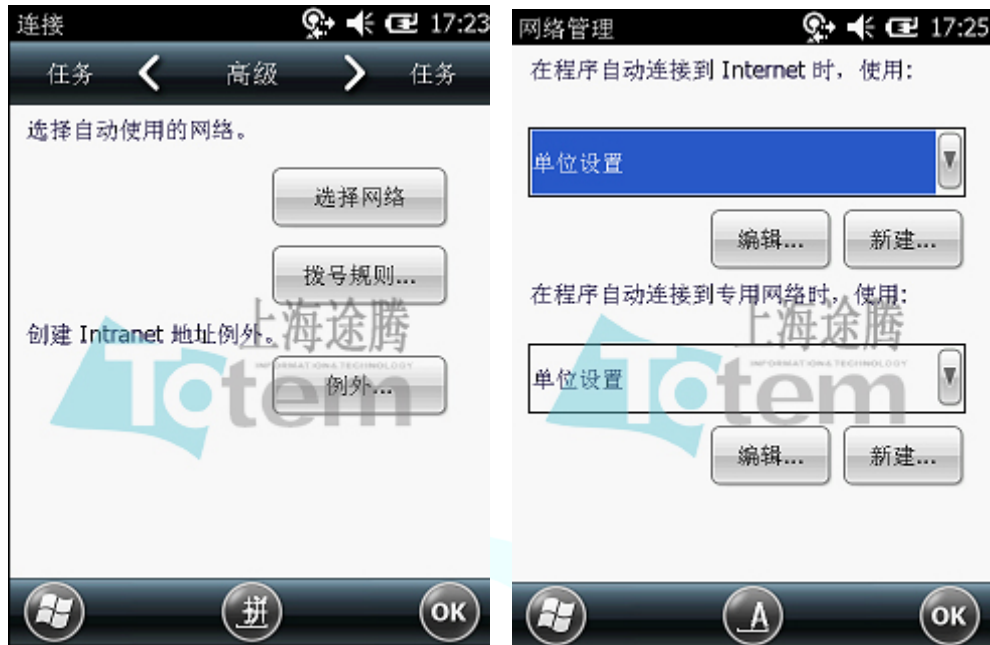 连接
17:23
任务
高级
任务
选择自动使用的网络。
选择网络
拨号规则...
创建 Intranet 地址例外。
上海途腾
INFORMATION& TECHNOLOGY
Totem
例外...
拼
OK
网络管理
17:25
在程序自动连接到 Internet 时，使用:
单位设置
编辑...
新建...
在程序自动连接到专用网络时，使用:
上海途腾
INFORMATION& TECHNOLOGY
Totem
单位设置
编辑...
新建...
A
OK